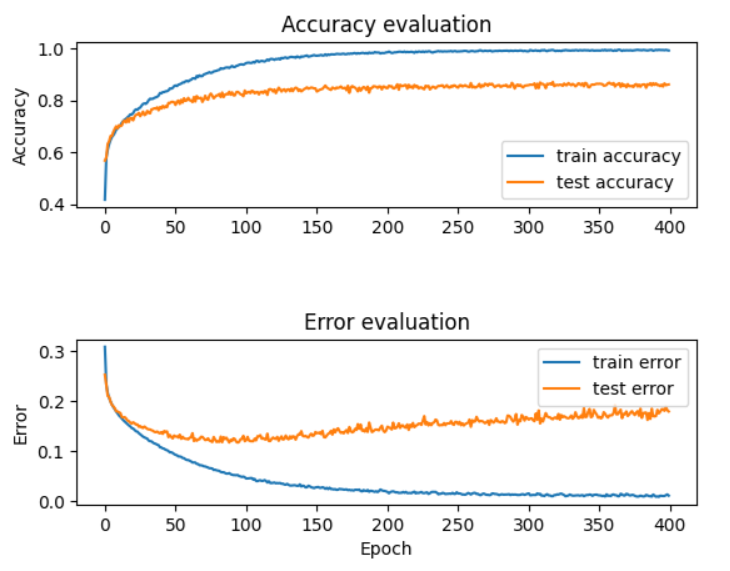 Accuracy evaluation
1.0
0.8
0.6
0.4
Accuracy
train accuracy
test accuracy
0 50 100 150 200 250 300 350 400
Error evaluation
0.3
0.2
0.1
0.0
Error
train error
test error
0 50 100 150 200 250 300 350 400
Epoch